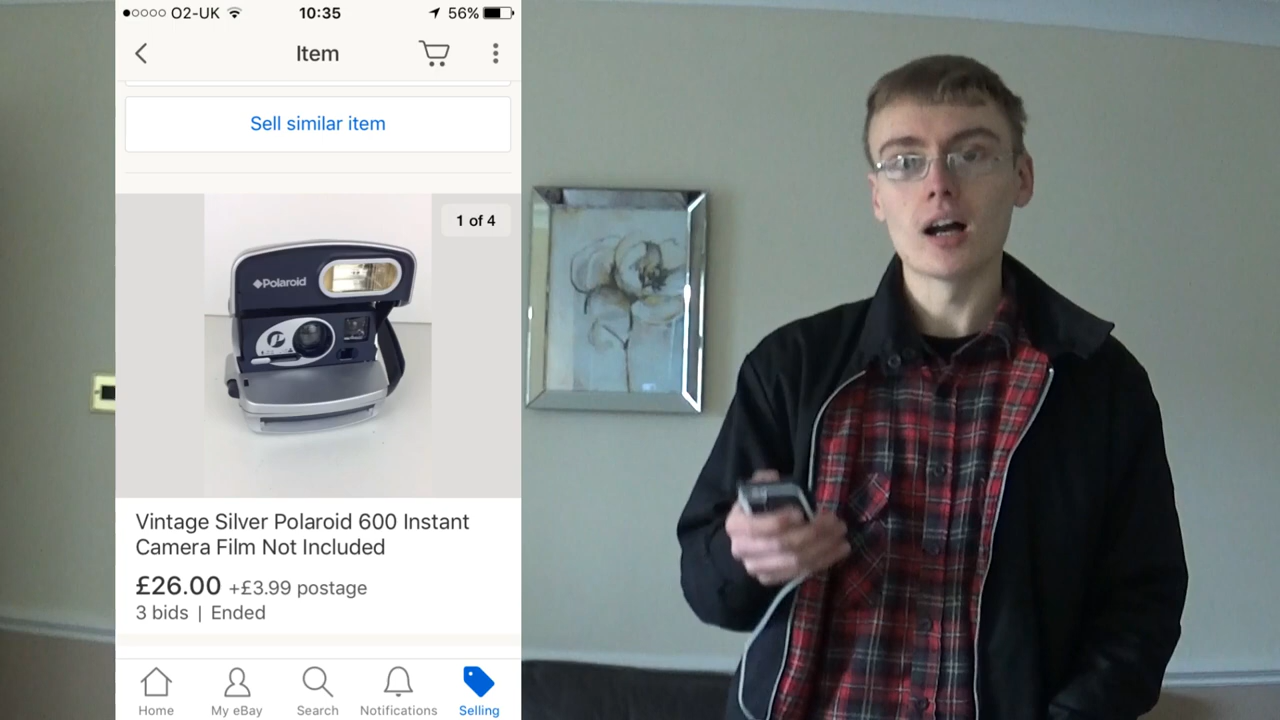 O2-UK 10:35 56%
Item
Sell similar item
1 of 4
Polaroid
Vintage Silver Polaroid 600 Instant
Camera Film Not Included
£26.00 +£3.99 postage
3 bids | Ended
Home My eBay Search Notifications Selling